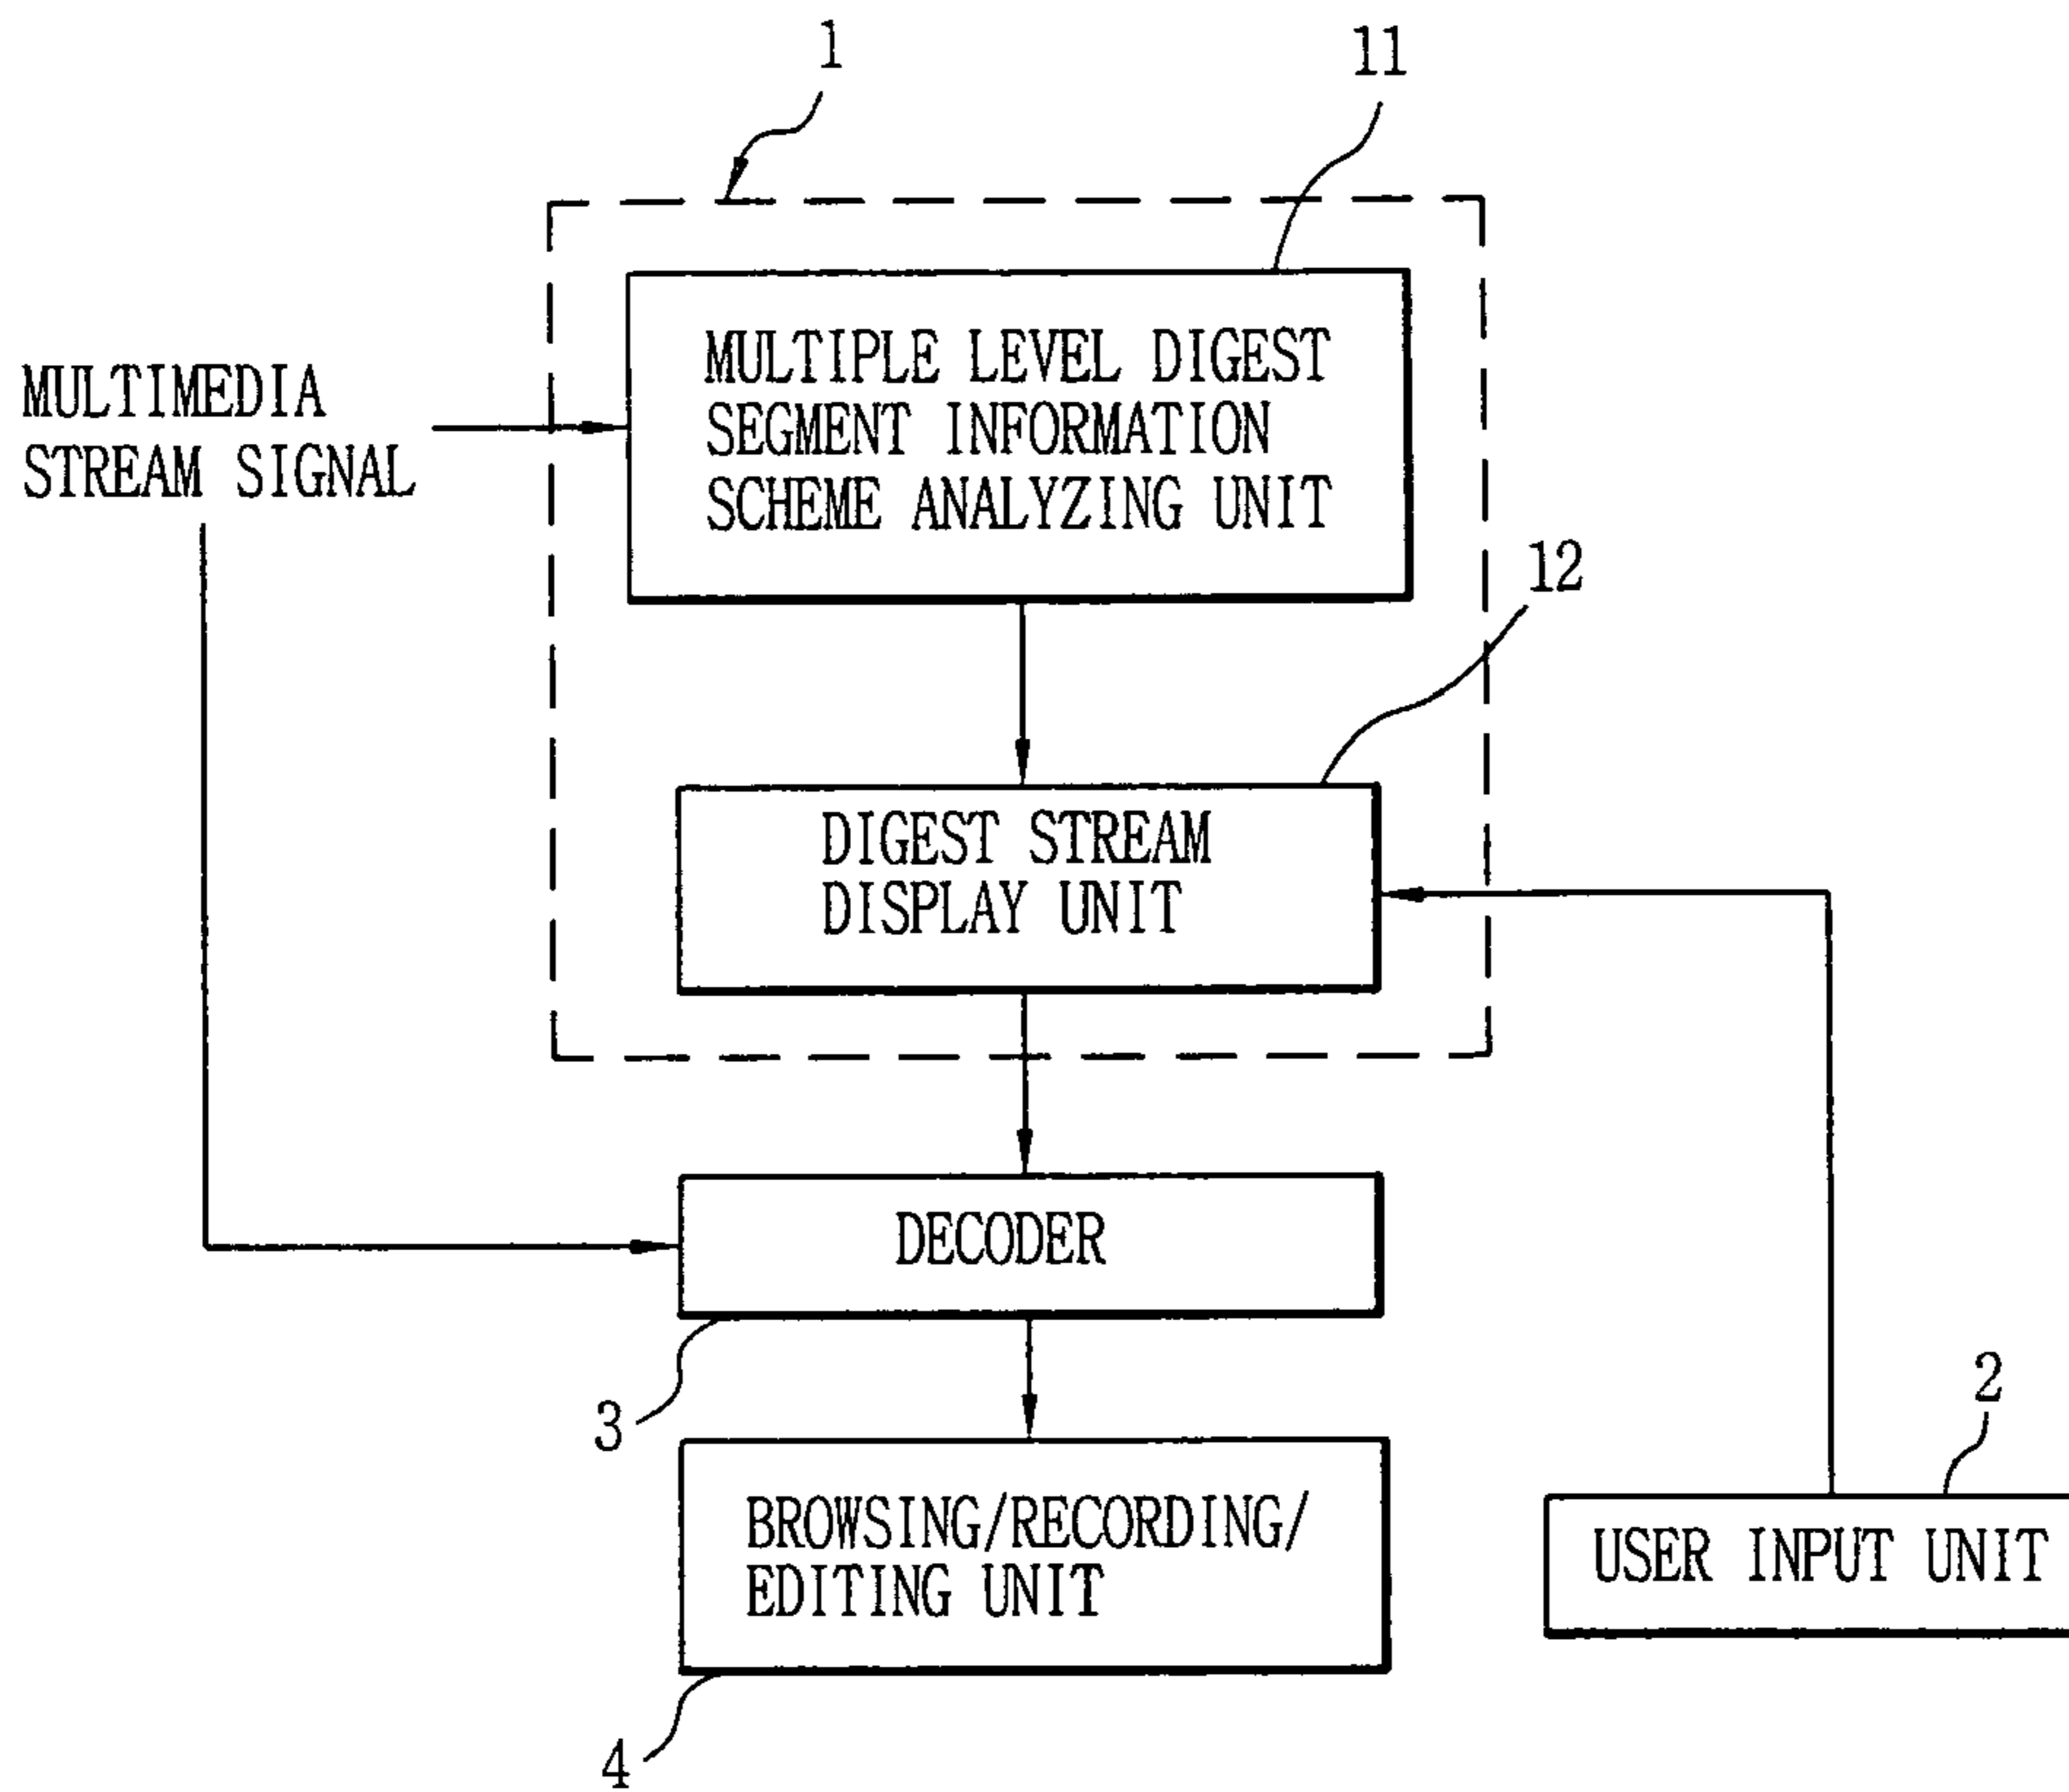 1
11
MULTIPLE LEVEL DIGEST
SEGMENT INFORMATION
SCHEME ANALYZING UNIT
MULTIMEDIA
STREAM SIGNAL
12
DIGEST STREAM
DISPLAY UNIT
DECODER
3
2
BROWSING/RECORDING/
EDITING UNIT
USER INPUT UNIT
4